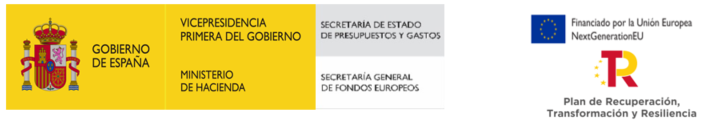 GOBIERNO
DE ESPAÑA
VICEPRESIDENCIA
PRIMERA DEL GOBIERNO
MINISTERIO
DE HACIENDA
SECRETARÍA DE ESTADO
DE PRESUPUESTOS Y GASTOS
SECRETARÍA GENERAL
DE FONDOS EUROPEOS
Financiado por la Unión Europea
NextGenerationEU
TR
Plan de Recuperación,
Transformación y Resiliencia